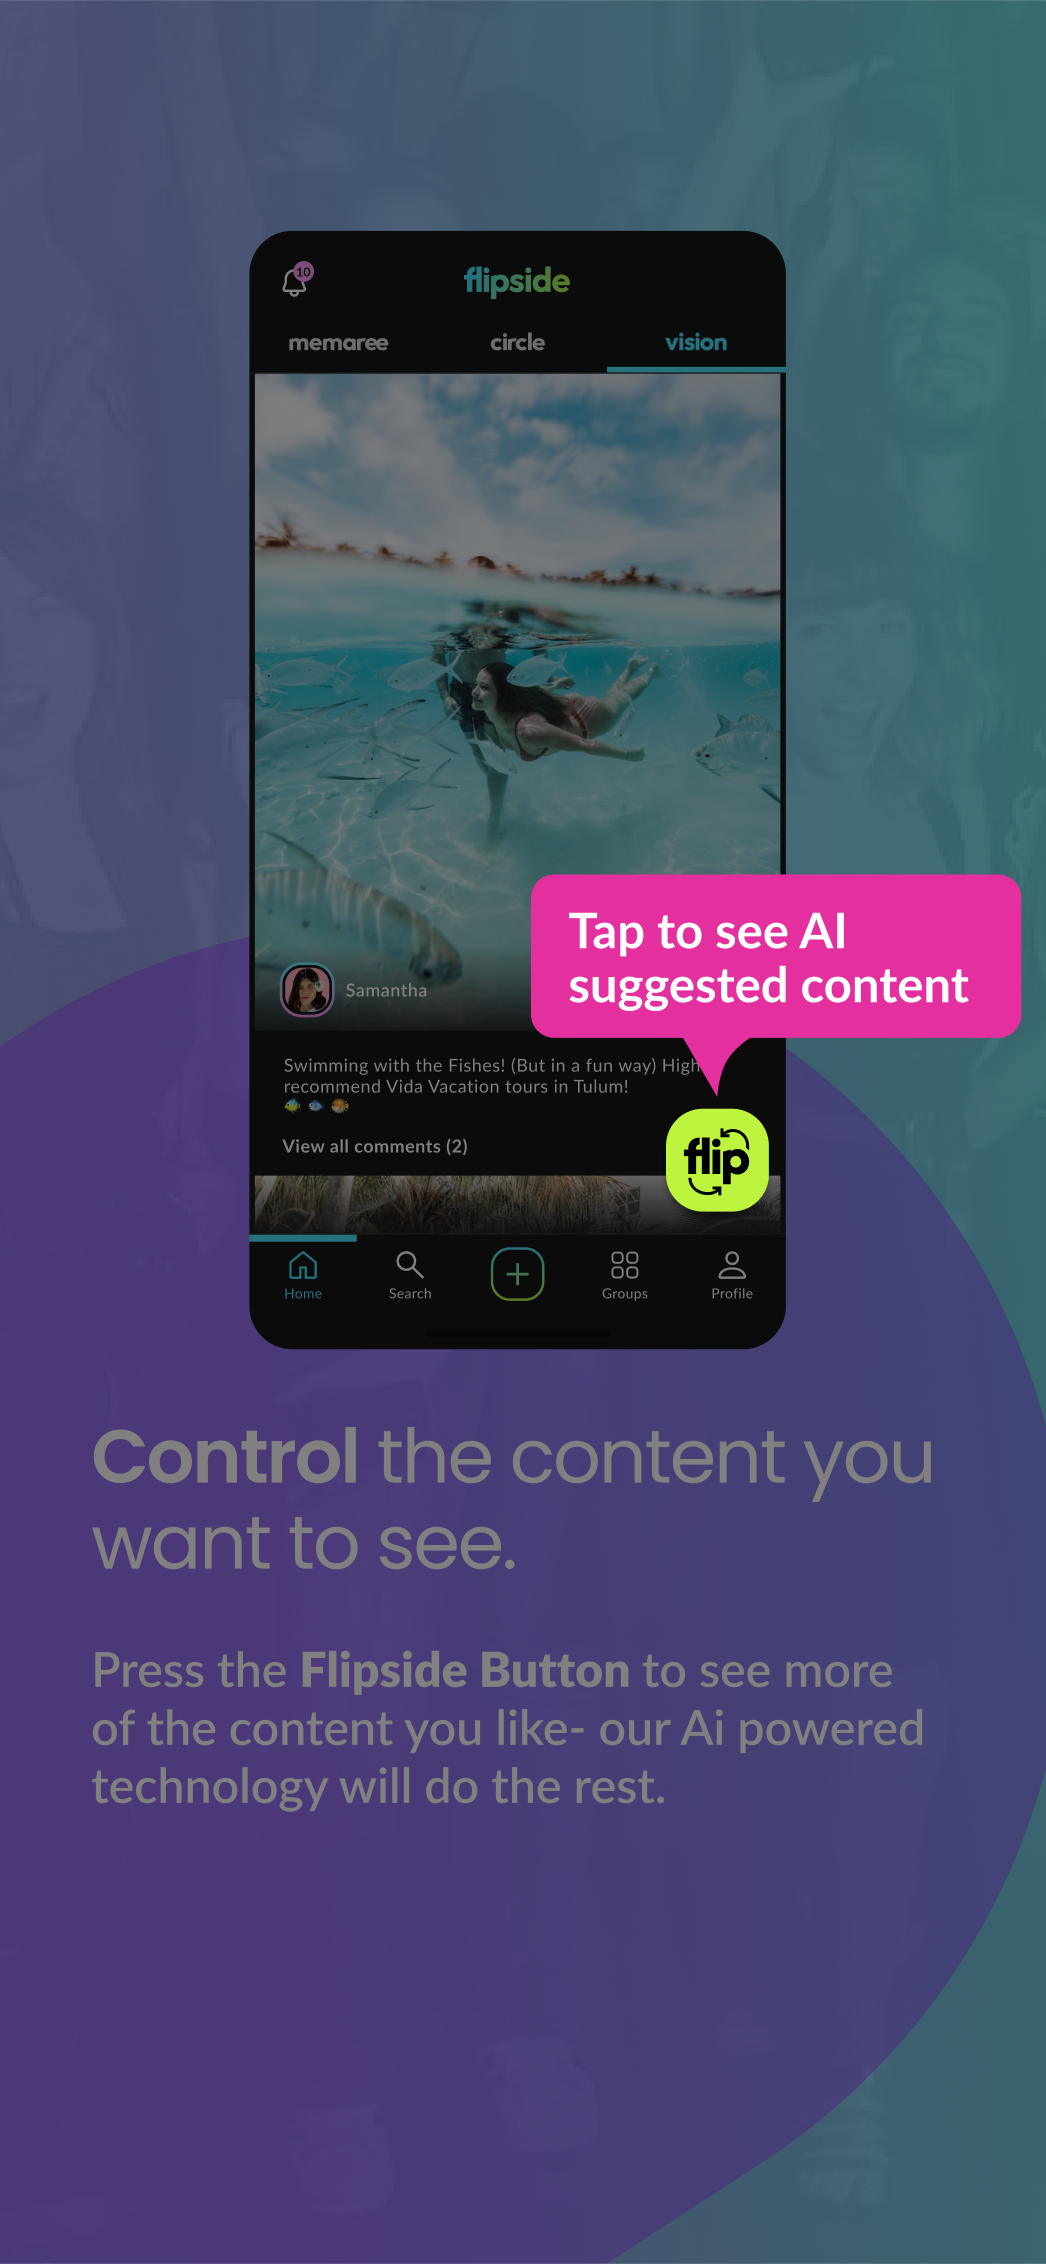 10
flipside
memaree circle vision
Tap to see AI
suggested content
Samantha
Swimming with the Fishes! (But in a fun way)
recommend Vida Vacation tours in Tulum!
View all comments (2)
flip
Home Search Groups Profile
Control the content you
want to see.
Press the Flipside Button to see more
of the content you like- our Ai powered
technology will do the rest.